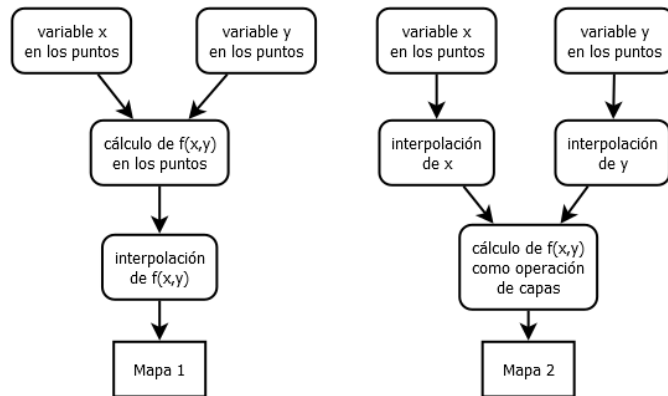 variable x
en los puntos
variable y
en los puntos
cálculo de f(x,y)
en los puntos
interpolación
de f(x,y)
Mapa 1
variable x
en los puntos
variable y
en los puntos
interpolación
de x
interpolación
de y
cálculo de f(x,y)
como operación
de capas
Mapa 2